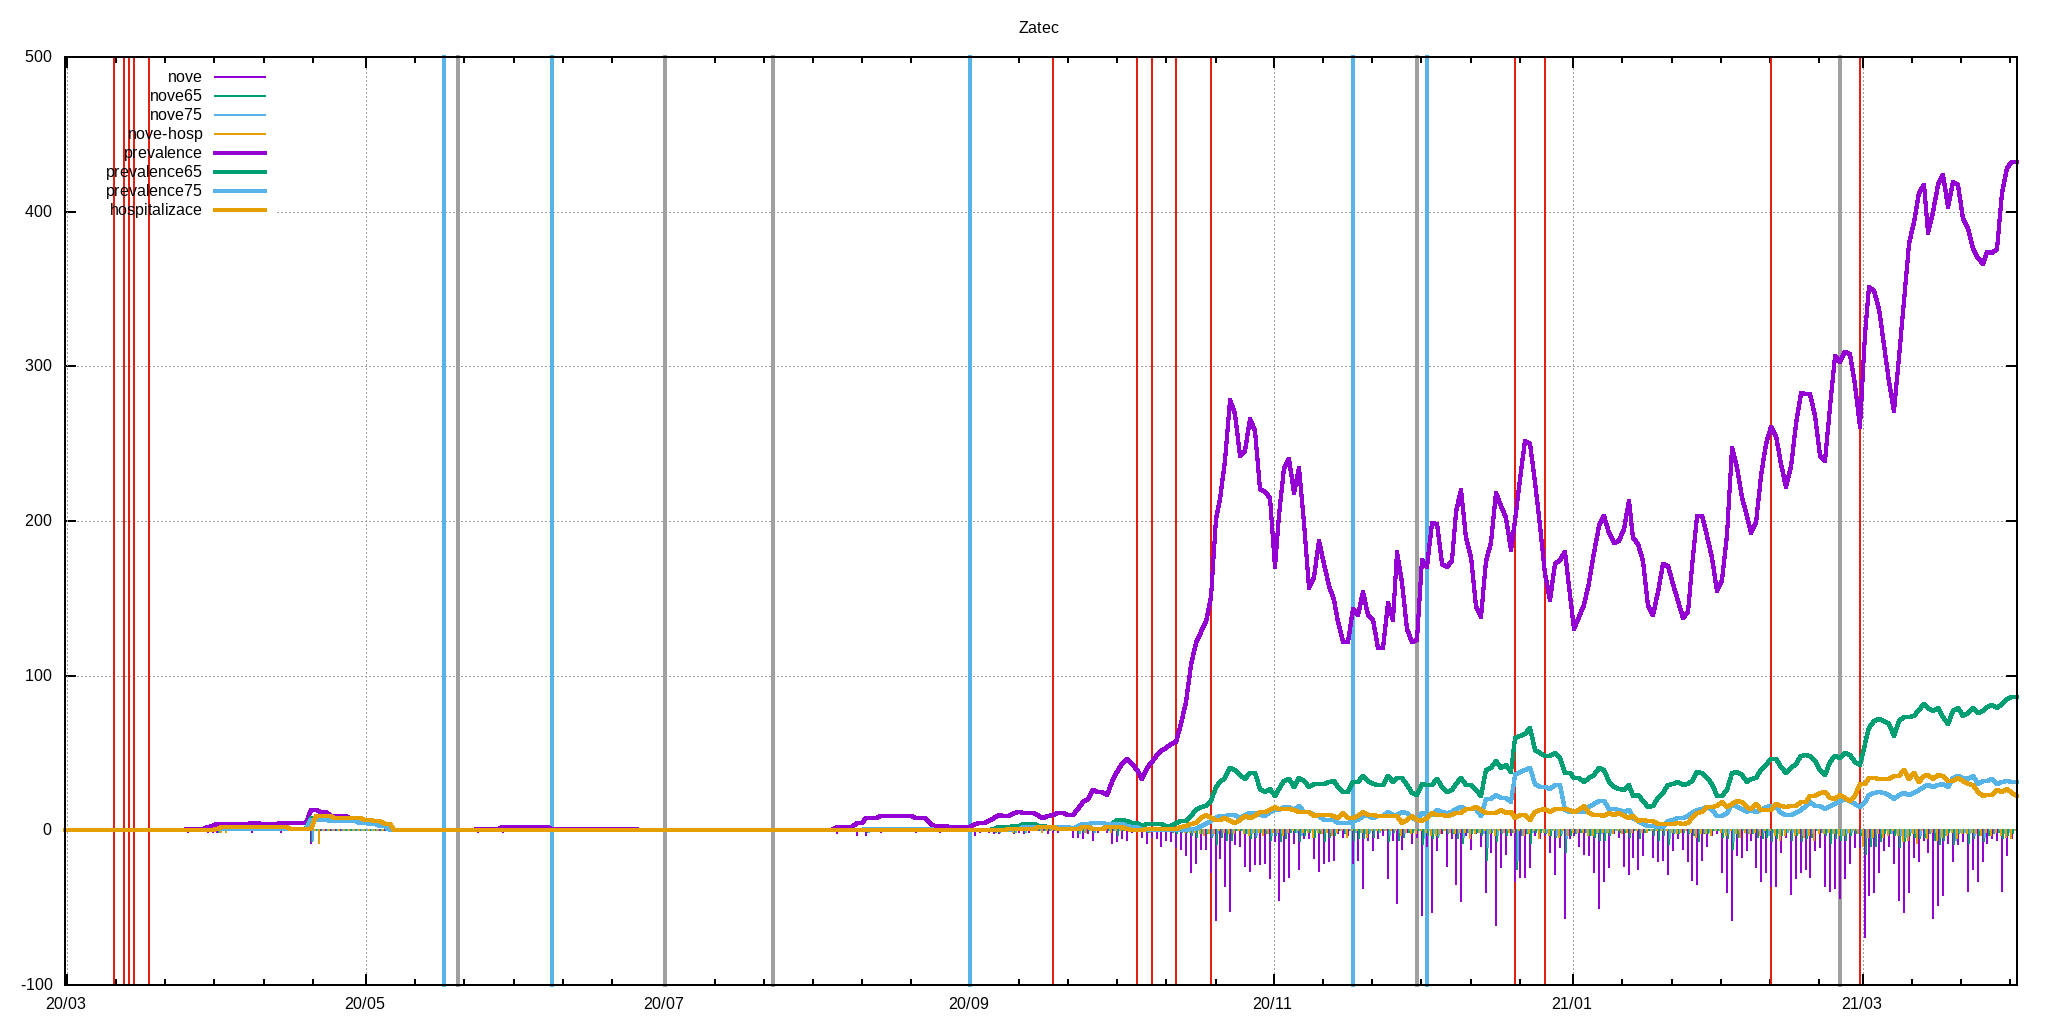 Zatec
500
nove
nove65
nove75
nove-hosp
prevalence
prevalence65
prevalence75
hospitalizace
400
300
200
100
0
-100
20/03 20/05 20/07 20/09 20/11 21/01 21/03